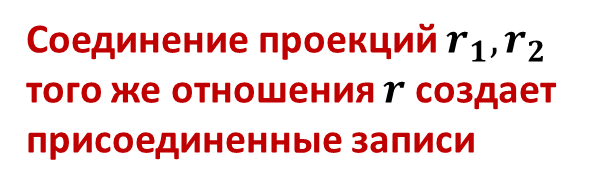 Соединение проекций r₁, r₂
того же отношения r создает
присоединенные записи